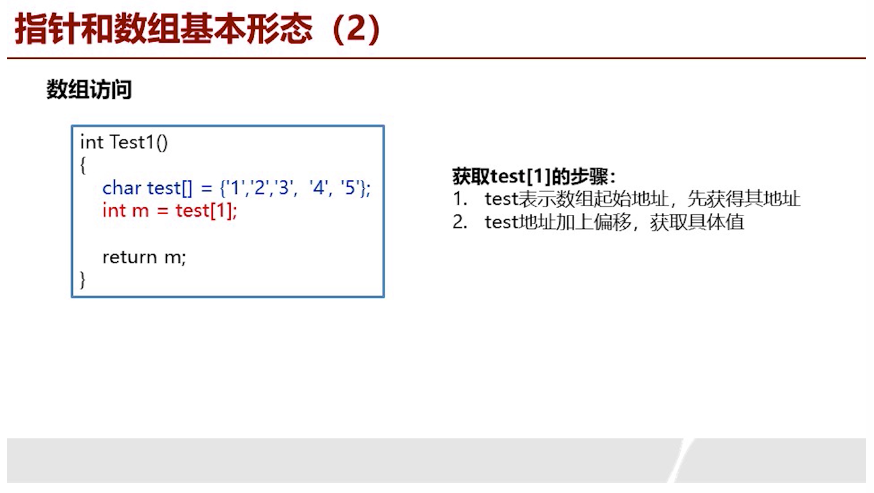 指针和数组基本形态（2）
数组访问
int Test1()
{
char test[] = {'1','2','3', '4', '5'};
int m = test[1];
return m;
}
获取test[1]的步骤：
1. test表示数组起始地址，先获得其地址
2. test地址加上偏移，获取具体值